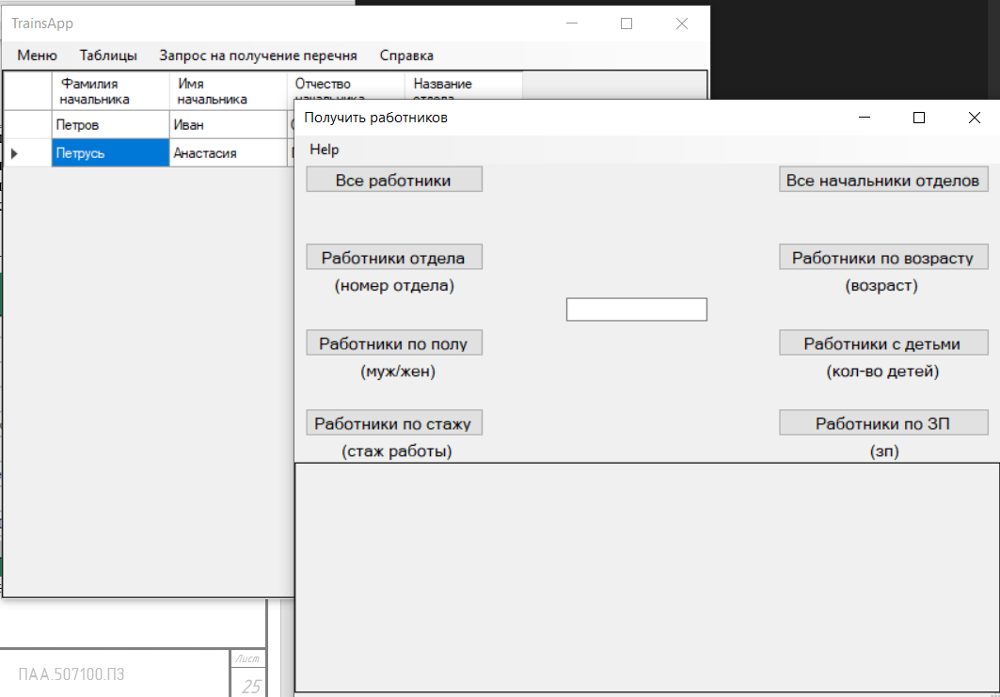 TrainsApp
Меню Таблицы Запрос на получение перечня Справка
Фамилия начальника
Имя начальника
Отчество начальника
Название отдела
Петров Иван
Петрусь Анастасия
Получить работников
Help
Все работники
Все начальники отделов
Работники отдела
(номер отдела)
Работники по возрасту
(возраст)
Работники по полу
(муж/жен)
Работники с детьми
(кол-во детей)
Работники по стажу
(стаж работы)
Работники по ЗП
(зп)
ПАА.507100.ПЗ
Лист
25